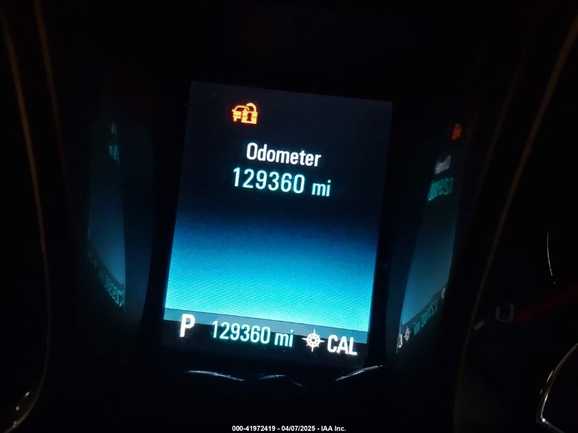 Odometer
129360 mi
P 129360 mi CAL
000-41972419 - 04/07/2025 - IAA Inc.